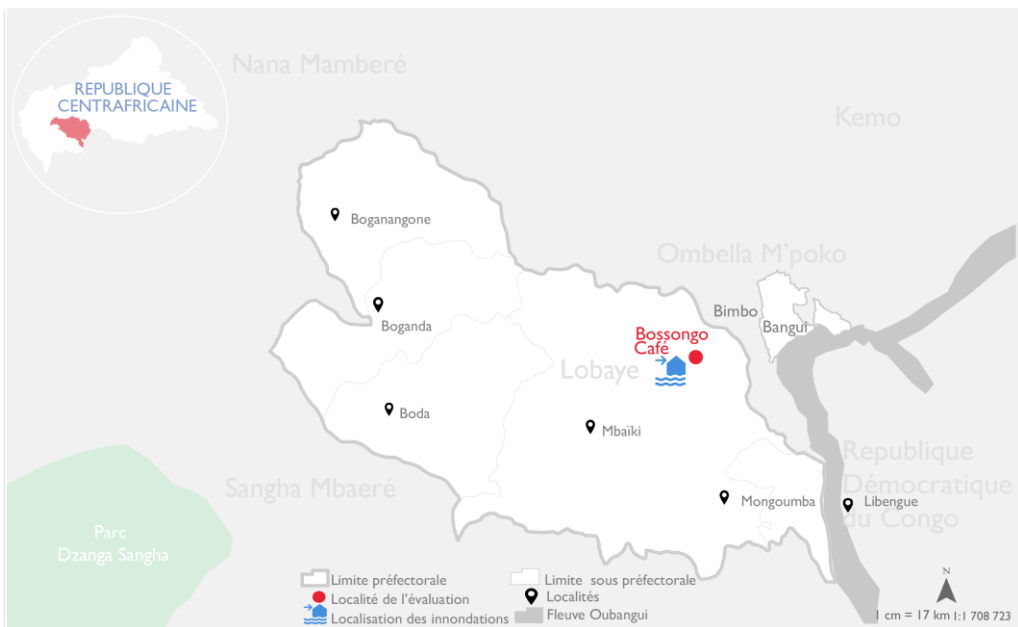 Nana Mamberé
REPUBLIQUE
CENTRAFRICAINE
Kemo
Boganangone
Ombella M'poko
Boganda
Bimbo
Bangui
Bossongo
Café
Lobaye
Boda
Mbaïki
Sangha Mbaeré
Republique
Démocratique
du Congo
Mongoumba
Libengue
Parc
Dzanga Sangha
N
Limite préfectorale
Limite sous préfectorale
Localité de l'évaluation
Localités
Localisation des innondations
Fleuve Oubangui
1 cm = 17 km 1:1 708 723